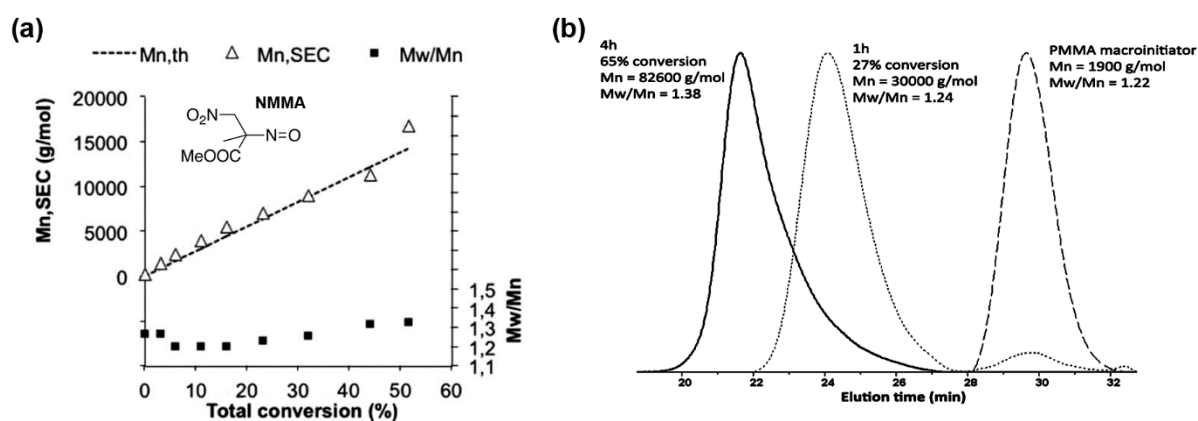 (a)
Mn,th Mn,SEC Mw/Mn
20000
15000
10000
5000
0
Mn,SEC (g/mol)
NMMA
O₂N
N=O
MeOOC
1,5
1,4
1,3
1,2
1,1
Mw/Mn
0 10 20 30 40 50 60
Total conversion (%)
(b)
4h
65% conversion
Mn = 82600 g/mol
Mw/Mn = 1.38
1h
27% conversion
Mn = 30000 g/mol
Mw/Mn = 1.24
PMMA macroinitiator
Mn = 1900 g/mol
Mw/Mn = 1.22
20 22 24 26 28 30 32
Elution time (min)